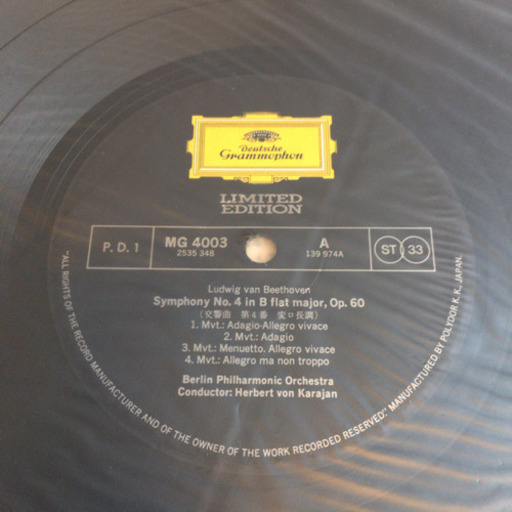 Deutsche
Grammophon
LIMITED
EDITION
P. D. 1
MG 4003
2535 348
A
139 974A
ST 33
Ludwig van Beethoven
Symphony No. 4 in B flat major, Op. 60
(交響曲 第4番 変ロ長調)
1. Mvt.: Adagio-Allegro vivace
2. Mvt.: Adagio
3. Mvt.: Menuetto. Allegro vivace
4. Mvt.: Allegro ma non troppo
Berlin Philharmonic Orchestra
Conductor: Herbert von Karajan
"ALL RIGHTS OF THE RECORD MANUFACTURER AND OF THE OWNER OF THE WORK RECORDED RESERVED." MANUFACTURED BY POLYDOR K. K., JAPAN.